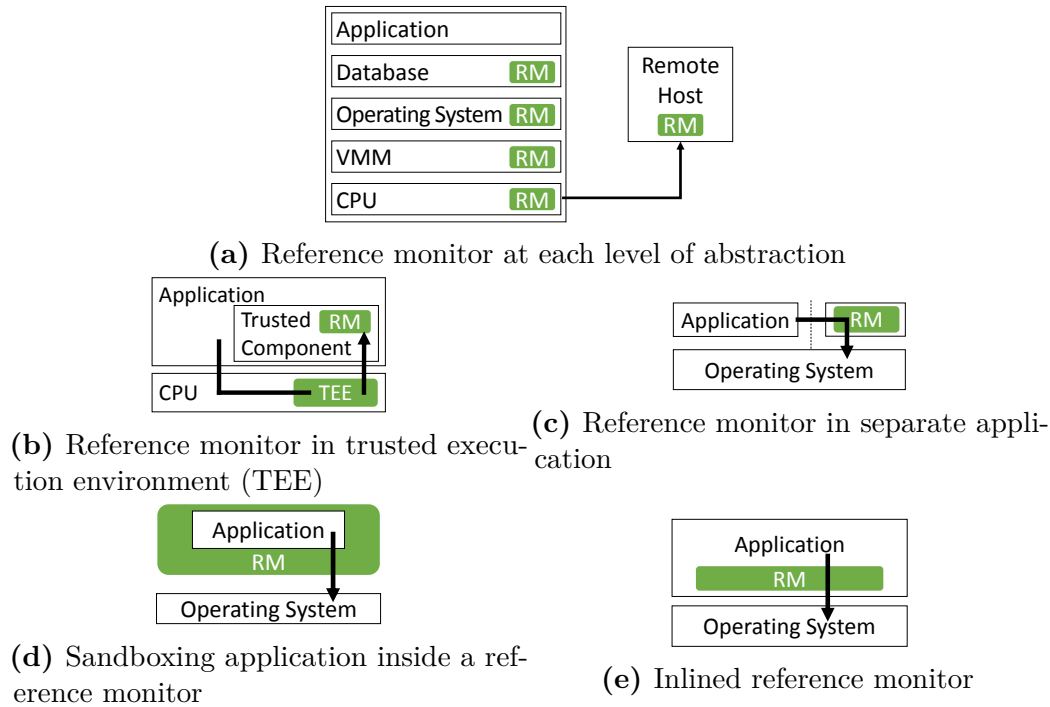 Application
Database RM
Operating System RM
VMM RM
CPU RM
Remote
Host
RM
(a) Reference monitor at each level of abstraction
Application
Trusted RM
Component
CPU TEE
(b) Reference monitor in trusted execu-
tion environment (TEE)
Application RM
Operating System
(c) Reference monitor in separate appli-
cation
Application
RM
Operating System
(d) Sandboxing application inside a ref-
erence monitor
Application
RM
Operating System
(e) Inlined reference monitor